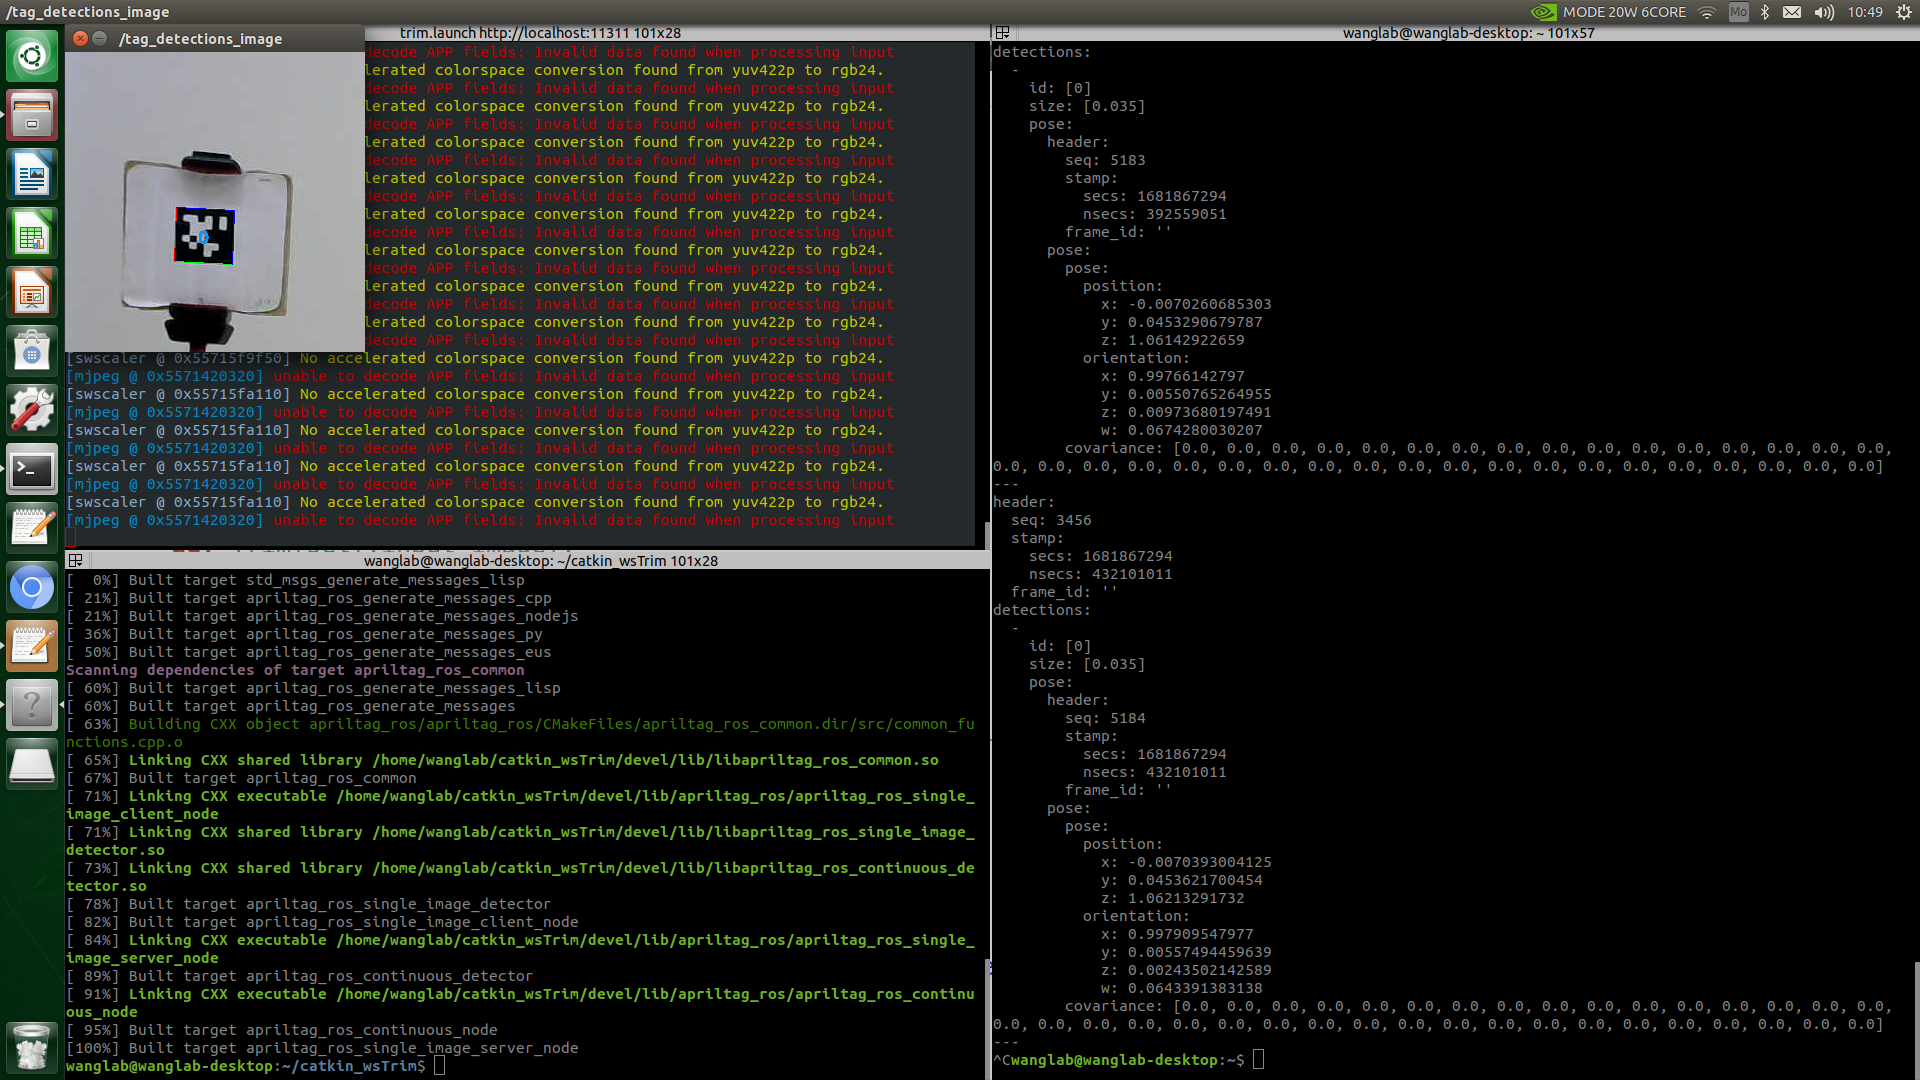 /tag_detections_image
MODE 20W 6CORE
Mo
10:49
/tag_detections_image
trim.launch http://localhost:11311 101x28
decode APP fields: Invalid data found when processing input
lerated colorspace conversion found from yuv422p to rgb24.
decode APP fields: Invalid data found when processing input
lerated colorspace conversion found from yuv422p to rgb24.
decode APP fields: Invalid data found when processing input
lerated colorspace conversion found from yuv422p to rgb24.
decode APP fields: Invalid data found when processing input
lerated colorspace conversion found from yuv422p to rgb24.
decode APP fields: Invalid data found when processing input
lerated colorspace conversion found from yuv422p to rgb24.
decode APP fields: Invalid data found when processing input
lerated colorspace conversion found from yuv422p to rgb24.
decode APP fields: Invalid data found when processing input
lerated colorspace conversion found from yuv422p to rgb24.
decode APP fields: Invalid data found when processing input
lerated colorspace conversion found from yuv422p to rgb24.
decode APP fields: Invalid data found when processing input
[swscaler @ 0x55715f9f50] No accelerated colorspace conversion found from yuv422p to rgb24.
[mjpeg @ 0x5571420320] unable to decode APP fields: Invalid data found when processing input
[swscaler @ 0x55715fa110] No accelerated colorspace conversion found from yuv422p to rgb24.
[mjpeg @ 0x5571420320] unable to decode APP fields: Invalid data found when processing input
[swscaler @ 0x55715fa110] No accelerated colorspace conversion found from yuv422p to rgb24.
[mjpeg @ 0x5571420320] unable to decode APP fields: Invalid data found when processing input
[swscaler @ 0x55715fa110] No accelerated colorspace conversion found from yuv422p to rgb24.
[mjpeg @ 0x5571420320] unable to decode APP fields: Invalid data found when processing input
[swscaler @ 0x55715fa110] No accelerated colorspace conversion found from yuv422p to rgb24.
[mjpeg @ 0x5571420320] unable to decode APP fields: Invalid data found when processing input
wanglab@wanglab-desktop: ~/catkin_wsTrim 101x28
[  0%] Built target std_msgs_generate_messages_lisp
[ 21%] Built target apriltag_ros_generate_messages_cpp
[ 21%] Built target apriltag_ros_generate_messages_nodejs
[ 36%] Built target apriltag_ros_generate_messages_py
[ 50%] Built target apriltag_ros_generate_messages_eus
Scanning dependencies of target apriltag_ros_common
[ 60%] Built target apriltag_ros_generate_messages_lisp
[ 60%] Built target apriltag_ros_generate_messages
[ 63%] Building CXX object apriltag_ros/apriltag_ros/CMakeFiles/apriltag_ros_common.dir/src/common_fu
nctions.cpp.o
[ 65%] Linking CXX shared library /home/wanglab/catkin_wsTrim/devel/lib/libapriltag_ros_common.so
[ 67%] Built target apriltag_ros_common
[ 71%] Linking CXX executable /home/wanglab/catkin_wsTrim/devel/lib/apriltag_ros/apriltag_ros_single_
image_client_node
[ 71%] Linking CXX shared library /home/wanglab/catkin_wsTrim/devel/lib/libapriltag_ros_single_image_
detector.so
[ 73%] Linking CXX shared library /home/wanglab/catkin_wsTrim/devel/lib/libapriltag_ros_continuous_de
tector.so
[ 78%] Built target apriltag_ros_single_image_detector
[ 82%] Built target apriltag_ros_single_image_client_node
[ 84%] Linking CXX executable /home/wanglab/catkin_wsTrim/devel/lib/apriltag_ros/apriltag_ros_single_
image_server_node
[ 89%] Built target apriltag_ros_continuous_detector
[ 91%] Linking CXX executable /home/wanglab/catkin_wsTrim/devel/lib/apriltag_ros/apriltag_ros_continu
ous_node
[ 95%] Built target apriltag_ros_continuous_node
[100%] Built target apriltag_ros_single_image_server_node
wanglab@wanglab-desktop:~/catkin_wsTrim$
wanglab@wanglab-desktop: ~ 101x57
detections:
-
id: [0]
size: [0.035]
pose:
header:
seq: 5183
stamp:
secs: 1681867294
nsecs: 392559051
frame_id: ''
pose:
pose:
position:
x: -0.0070260685303
y: 0.0453290679787
z: 1.06142922659
orientation:
x: 0.99766142797
y: 0.00550765264955
z: 0.00973680197491
w: 0.0674280030207
covariance: [0.0, 0.0, 0.0, 0.0, 0.0, 0.0, 0.0, 0.0, 0.0, 0.0, 0.0, 0.0, 0.0, 0.0, 0.0, 0.0,
0.0, 0.0, 0.0, 0.0, 0.0, 0.0, 0.0, 0.0, 0.0, 0.0, 0.0, 0.0, 0.0, 0.0, 0.0, 0.0, 0.0, 0.0, 0.0, 0.0]
---
header:
seq: 3456
stamp:
secs: 1681867294
nsecs: 432101011
frame_id: ''
detections:
-
id: [0]
size: [0.035]
pose:
header:
seq: 5184
stamp:
secs: 1681867294
nsecs: 432101011
frame_id: ''
pose:
pose:
position:
x: -0.0070393004125
y: 0.0453621700454
z: 1.06213291732
orientation:
x: 0.997909547977
y: 0.00557494459639
z: 0.00243502142589
w: 0.0643391383138
covariance: [0.0, 0.0, 0.0, 0.0, 0.0, 0.0, 0.0, 0.0, 0.0, 0.0, 0.0, 0.0, 0.0, 0.0, 0.0, 0.0,
0.0, 0.0, 0.0, 0.0, 0.0, 0.0, 0.0, 0.0, 0.0, 0.0, 0.0, 0.0, 0.0, 0.0, 0.0, 0.0, 0.0, 0.0, 0.0, 0.0]
---
^Cwanglab@wanglab-desktop:~$